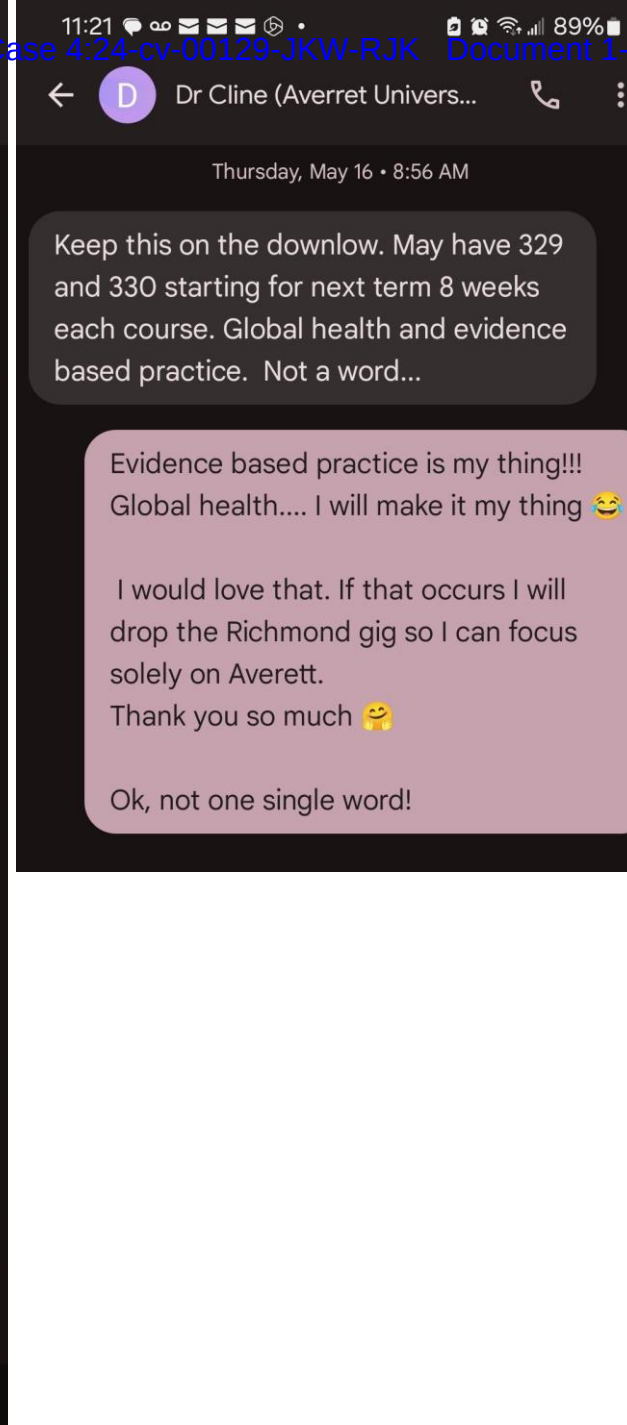 11:21 89%
Case 4:24-cv-00129-JKW-RJK Document 1-
D Dr Cline (Averret Univers...
Thursday, May 16 • 8:56 AM
Keep this on the downlow. May have 329
and 330 starting for next term 8 weeks
each course. Global health and evidence
based practice. Not a word...
Evidence based practice is my thing!!!
Global health.... I will make it my thing 😂
I would love that. If that occurs I will
drop the Richmond gig so I can focus
solely on Averett.
Thank you so much 🤗
Ok, not one single word!